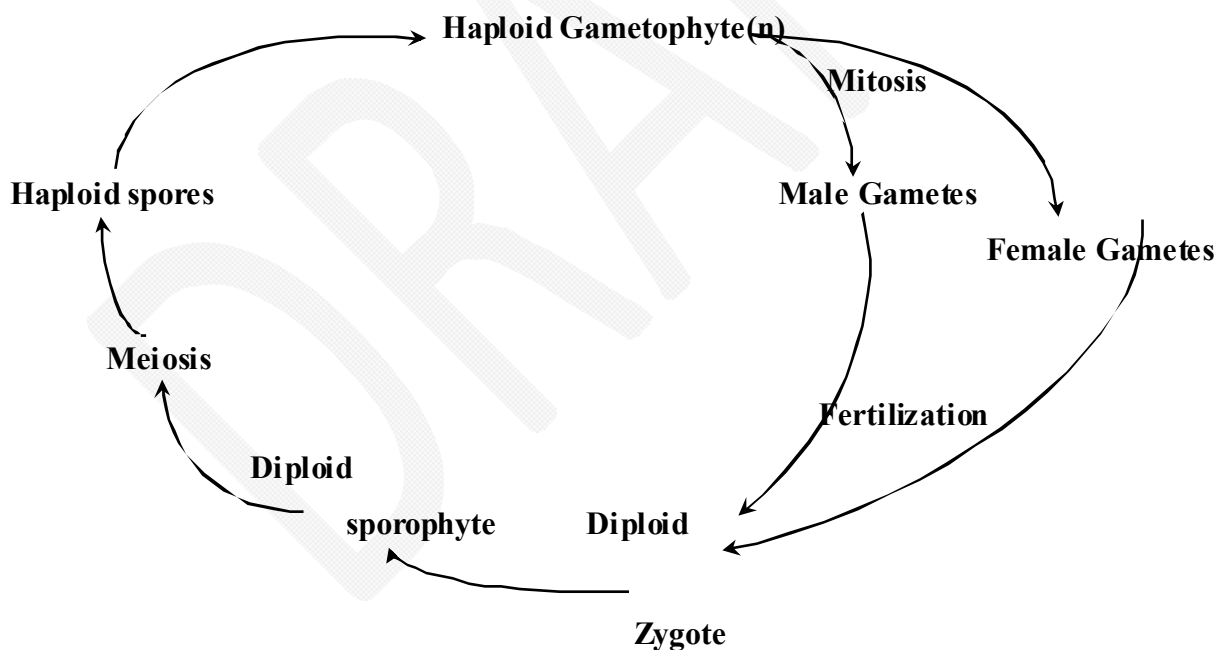 Haploid Gametophyte(n)
Mitosis
Haploid spores
Male Gametes
Female Gametes
Meiosis
Fertilization
Diploid
sporophyte
Diploid
Zygote